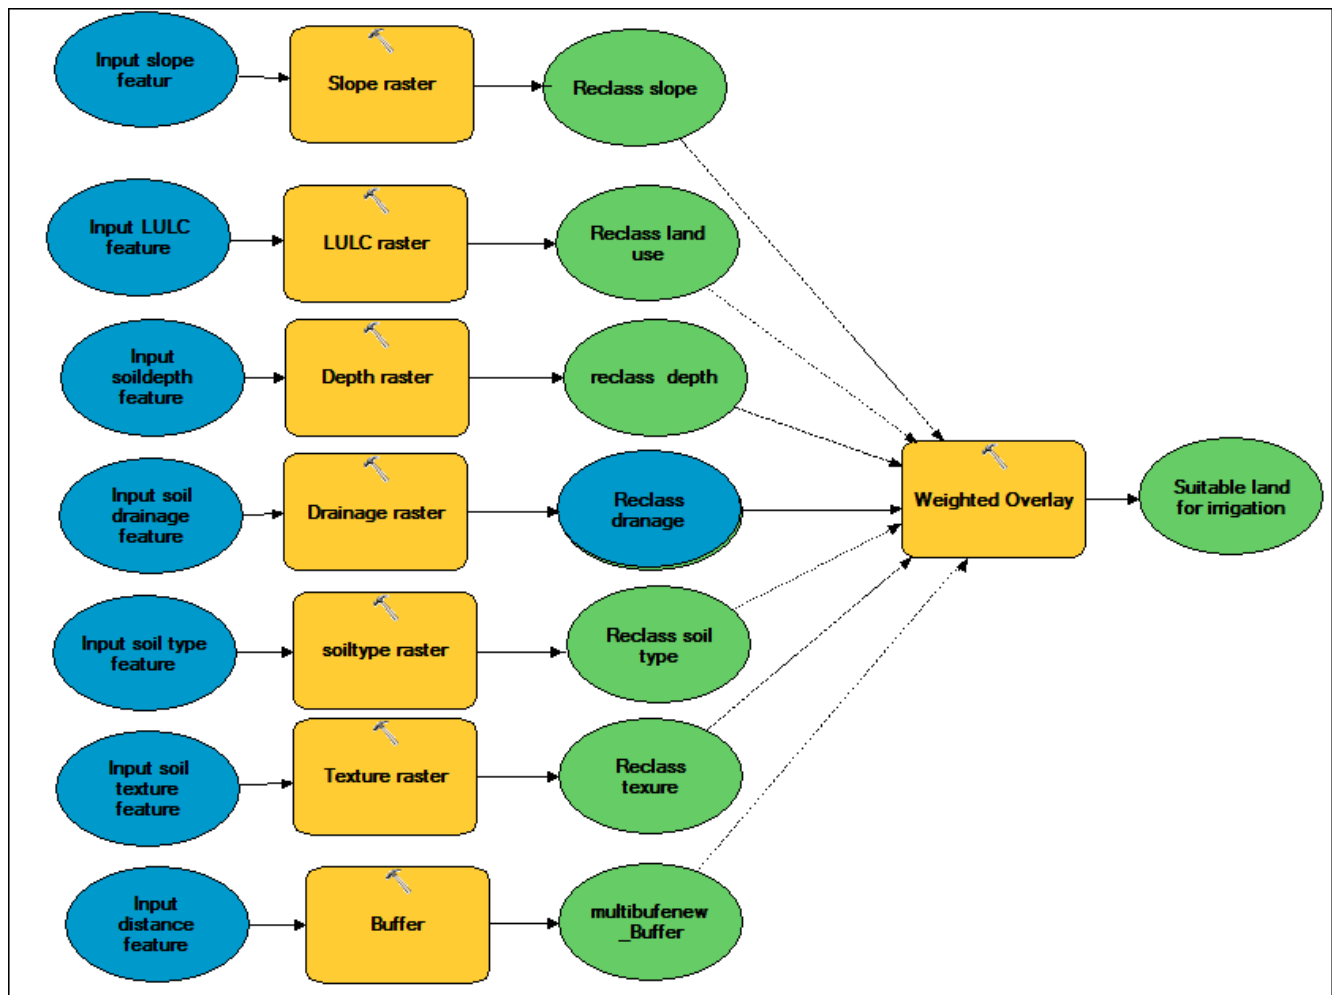 Input slope
featur
Slope raster
Reclass slope
Input LULC
feature
LULC raster
Reclass land
use
Input
soildepth
feature
Depth raster
reclass  depth
Input soil
drainage
feature
Drainage raster
Reclass
dranage
Weighted Overlay
Suitable land
for irrigation
Input soil type
feature
soiltype raster
Reclass soil
type
Input soil
texture
feature
Texture raster
Reclass
texure
Input
distance
feature
Buffer
multibufenew
_Buffer